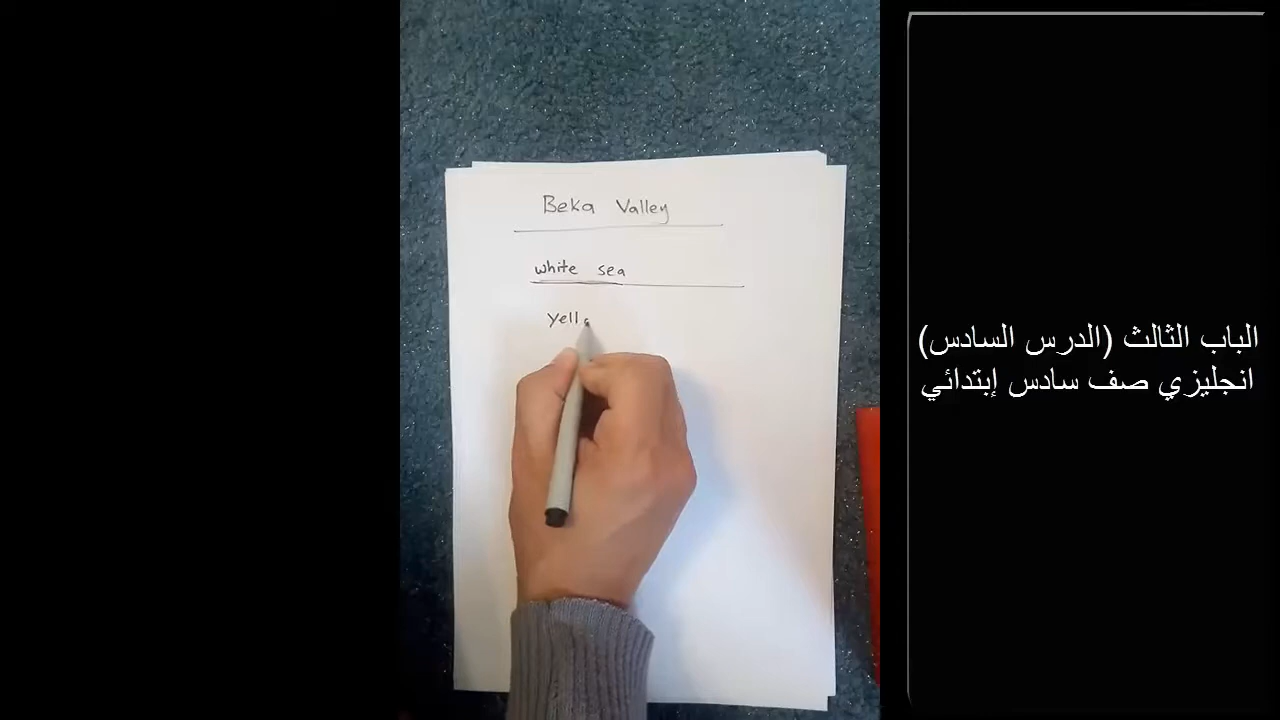 Beka Valley
white sea
Yell
الباب الثالث (الدرس السادس)
انجليزي صف سادس إبتدائي